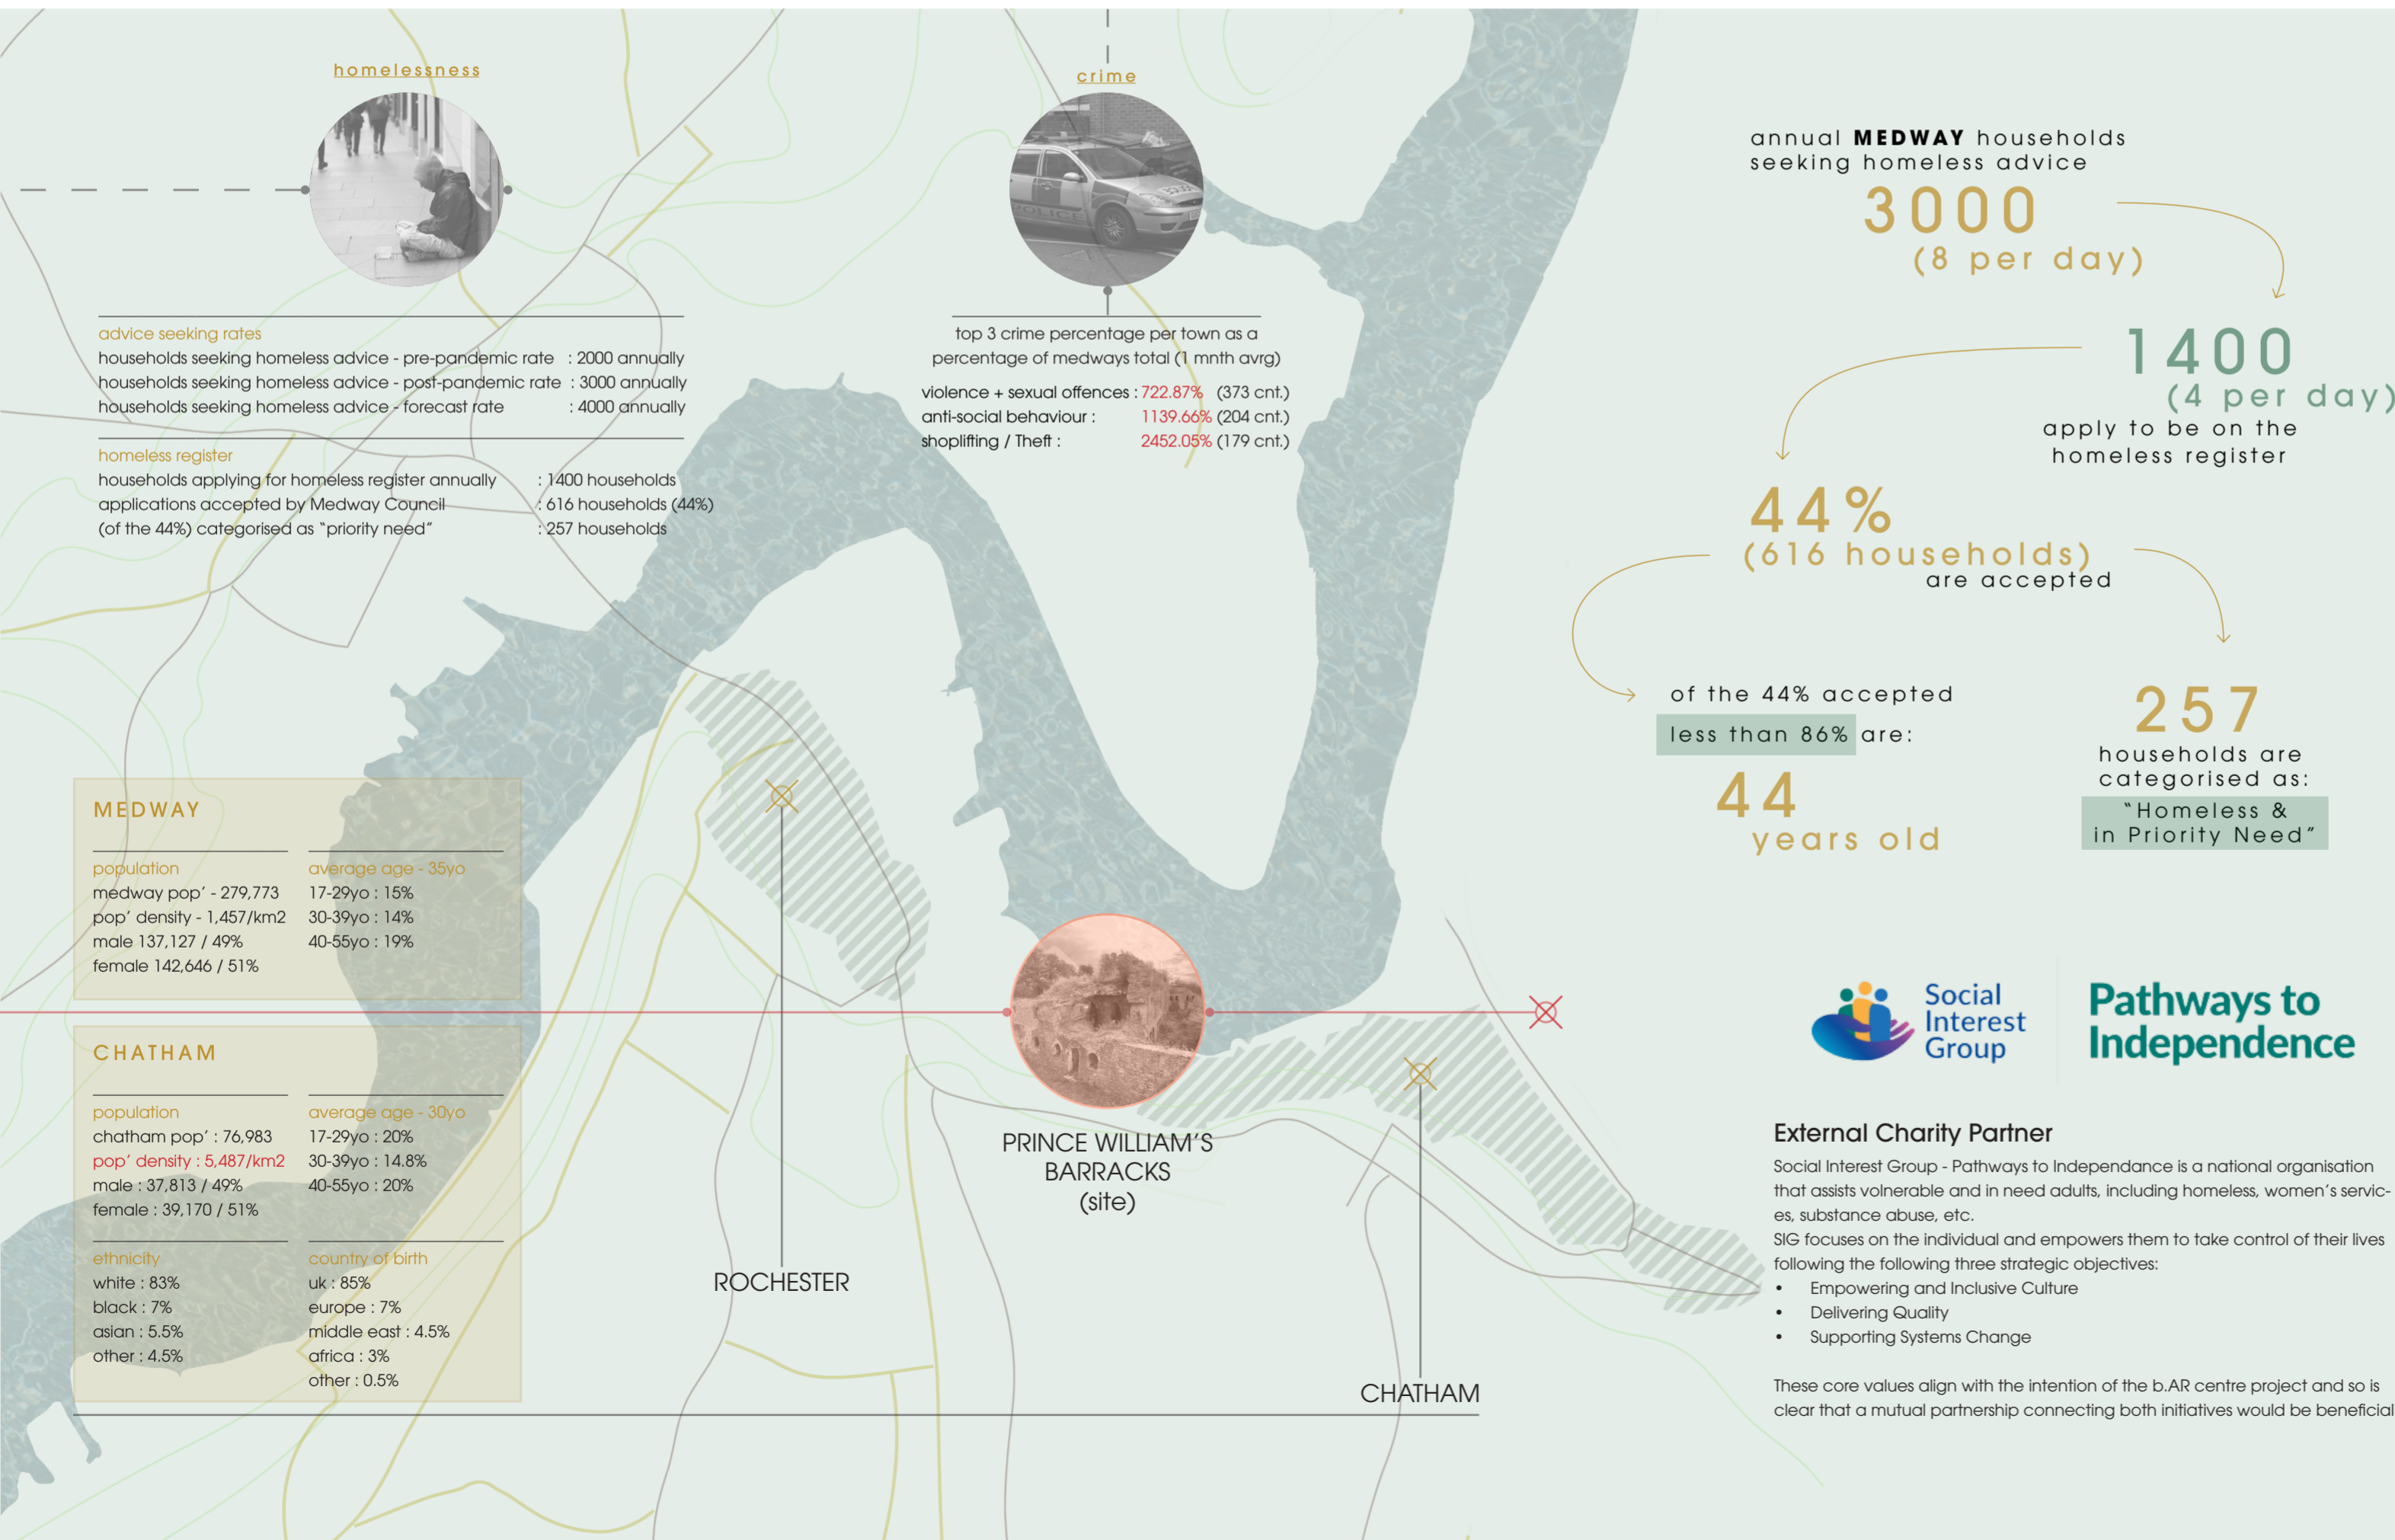 homelessness
advice seeking rates
households seeking homeless advice - pre-pandemic rate : 2000 annually
households seeking homeless advice - post-pandemic rate : 3000 annually
households seeking homeless advice - forecast rate : 4000 annually
homeless register
households applying for homeless register annually : 1400 households
applications accepted by Medway Council : 616 households (44%)
(of the 44%) categorised as "priority need" : 257 households
crime
POLICE
top 3 crime percentage per town as a
percentage of medways total (1 mnth avrg)
violence + sexual offences : 722.87% (373 cnt.)
anti-social behaviour : 1139.66% (204 cnt.)
shoplifting / Theft : 2452.05% (179 cnt.)
annual MEDWAY households
seeking homeless advice
3000
(8 per day)
1400
(4 per day)
apply to be on the
homeless register
44%
(616 households)
are accepted
of the 44% accepted
less than 86% are:
44
years old
257
households are
categorised as:
"Homeless &
in Priority Need"
MEDWAY
population
medway pop' - 279,773
pop' density - 1,457/km2
male 137,127 / 49%
female 142,646 / 51%
average age - 35yo
17-29yo : 15%
30-39yo : 14%
40-55yo : 19%
CHATHAM
population
chatham pop' : 76,983
pop' density : 5,487/km2
male : 37,813 / 49%
female : 39,170 / 51%
average age - 30yo
17-29yo : 20%
30-39yo : 14.8%
40-55yo : 20%
ethnicity
white : 83%
black : 7%
asian : 5.5%
other : 4.5%
country of birth
uk : 85%
europe : 7%
middle east : 4.5%
africa : 3%
other : 0.5%
PRINCE WILLIAM'S
BARRACKS
(site)
ROCHESTER
CHATHAM
Social
Interest
Group
Pathways to
Independence
External Charity Partner
Social Interest Group - Pathways to Independance is a national organisation
that assists volnerable and in need adults, including homeless, women's servic-
es, substance abuse, etc.
SIG focuses on the individual and empowers them to take control of their lives
following the following three strategic objectives:
• Empowering and Inclusive Culture
• Delivering Quality
• Supporting Systems Change
These core values align with the intention of the b.AR centre project and so is
clear that a mutual partnership connecting both initiatives would be beneficial